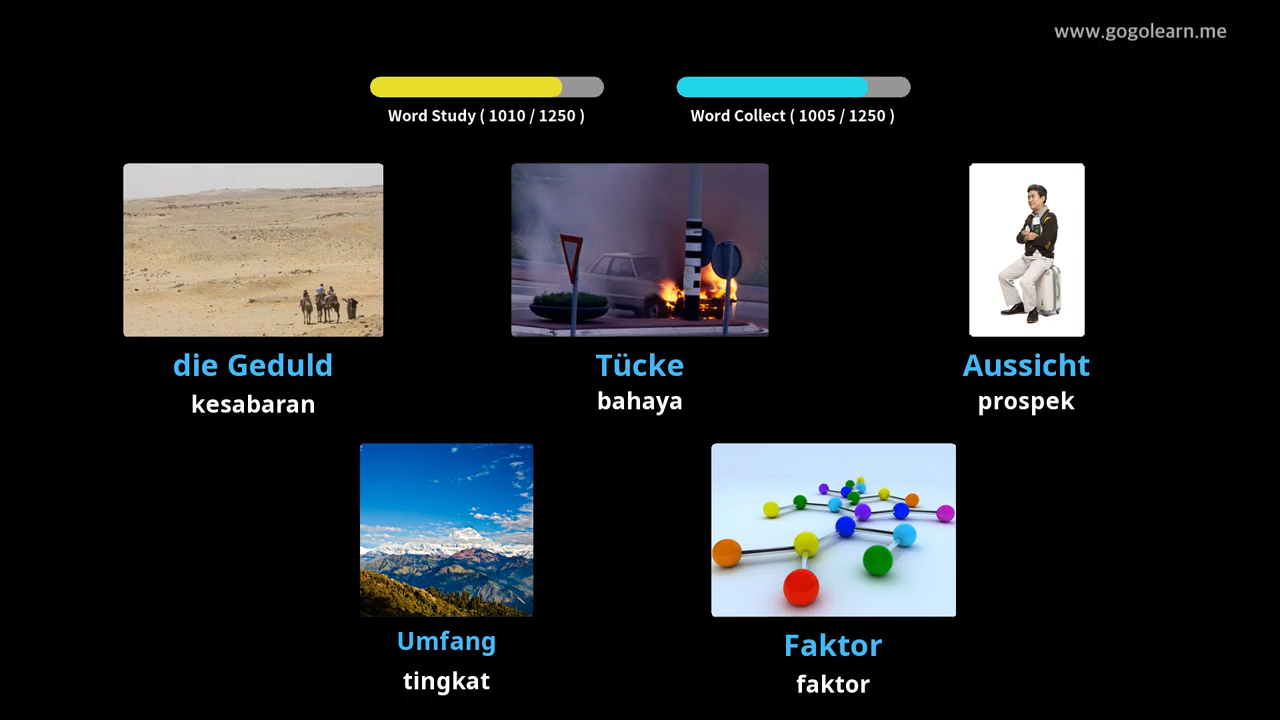 www.gogolearn.me
Word Study ( 1010 / 1250 )
Word Collect ( 1005 / 1250 )
die Geduld
kesabaran
Tücke
bahaya
Aussicht
prospek
Umfang
tingkat
Faktor
faktor